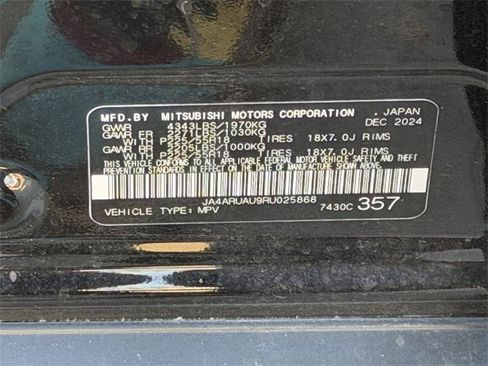 MFD.BY MITSUBISHI MOTORS CORPORATION , JAPAN
GVWR 4343LBS/1970KG DEC 2024
GAWR FR 1030KG
WITH P225/55R18 TIRES 18X7.0J RIMS
GAWR RR 2205LBS/1000KG
WITH P225/55R18 TIRES 18X7.0J RIMS
THIS VEHICLE CONFORMS TO ALL APPLICABLE FEDERAL MOTOR VEHICLE SAFETY AND THEFT
PREVENTION STANDARDS IN EFFECT ON THE DATE OF MANUFACTURE SHOWN ABOVE.
JA4ARUAU9RU025868
VEHICLE TYPE: MPV 7430C 357